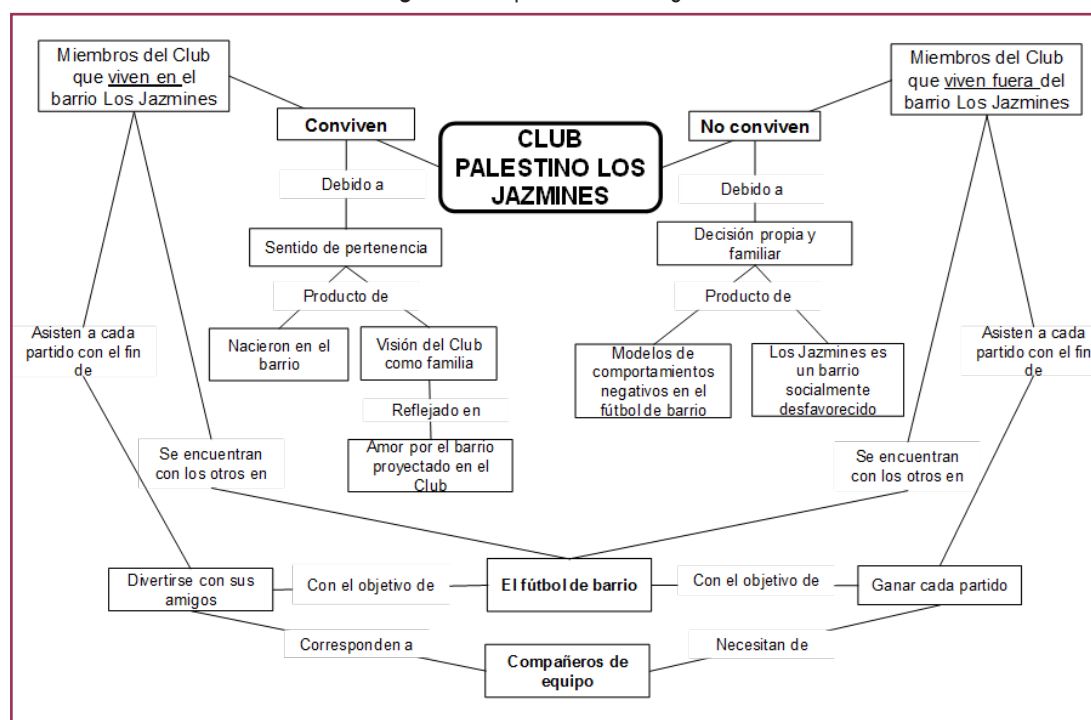 Miembros del Club
que viven en el
barrio Los Jazmines
Miembros del Club
que viven fuera del
barrio Los Jazmines
Conviven
CLUB
PALESTINO LOS
JAZMINES
No conviven
Debido a
Debido a
Sentido de pertenencia
Decisión propia y
familiar
Producto de
Producto de
Asisten a cada
partido con el fin
de
Nacieron en el
barrio
Visión del Club
como familia
Modelos de
comportamientos
negativos en el
fútbol de barrio
Los Jazmines es
un barrio
socialmente
desfavorecido
Asisten a cada
partido con el fin
de
Reflejado en
Se encuentran
con los otros en
Amor por el barrio
proyectado en el
Club
Se encuentran
con los otros en
Divertirse con sus
amigos
Con el objetivo de
El fútbol de barrio
Con el objetivo de
Ganar cada partido
Corresponden a
Compañeros de
equipo
Necesitan de